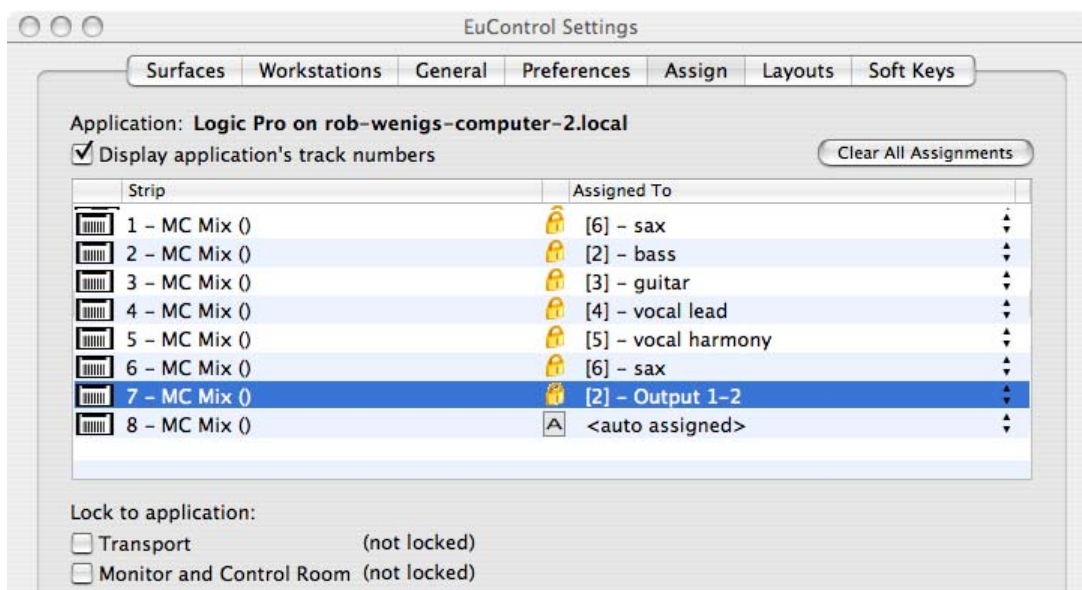 EuControl Settings
Surfaces Workstations General Preferences Assign Layouts Soft Keys
Application: Logic Pro on rob-wenigs-computer-2.local
Display application's track numbers
Clear All Assignments
Strip Assigned To
1 - MC Mix () [6] - sax
2 - MC Mix () [2] - bass
3 - MC Mix () [3] - guitar
4 - MC Mix () [4] - vocal lead
5 - MC Mix () [5] - vocal harmony
6 - MC Mix () [6] - sax
7 - MC Mix () [2] - Output 1-2
8 - MC Mix () A <auto assigned>
Lock to application:
Transport (not locked)
Monitor and Control Room (not locked)